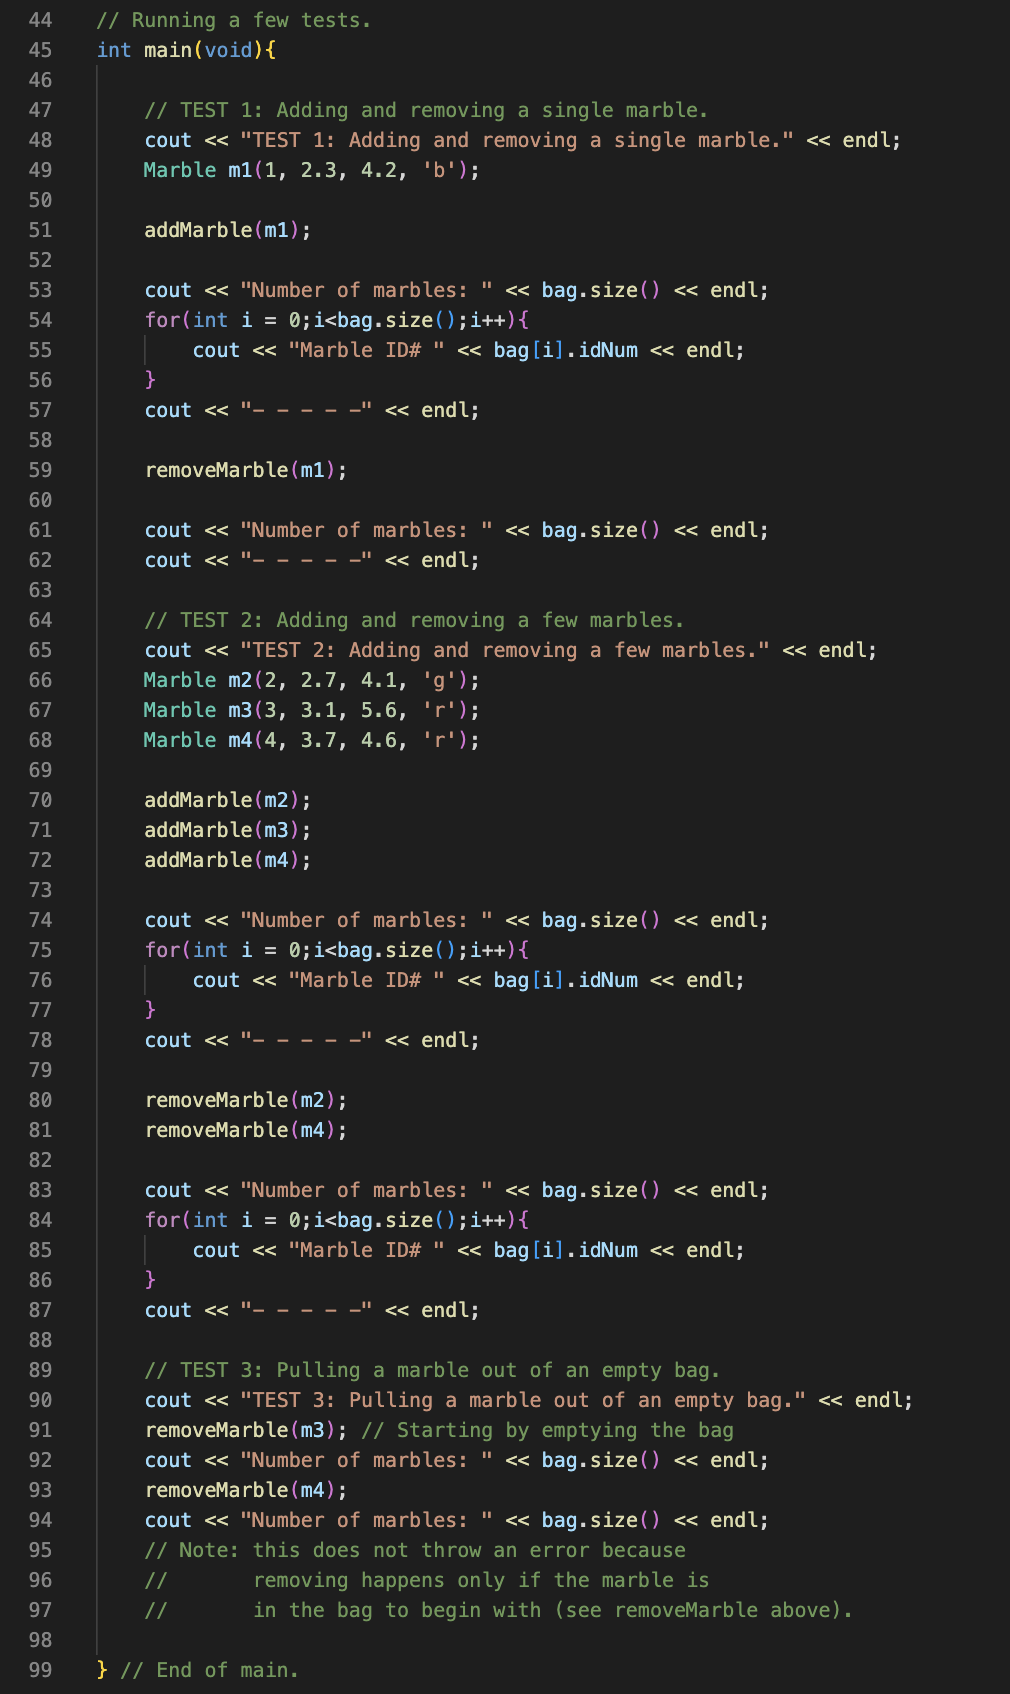 44 // Running a few tests.
45 int main(void){
46
47     // TEST 1: Adding and removing a single marble.
48     cout << "TEST 1: Adding and removing a single marble." << endl;
49     Marble m1(1, 2.3, 4.2, 'b');
50
51     addMarble(m1);
52
53     cout << "Number of marbles: " << bag.size() << endl;
54     for(int i = 0;i<bag.size();i++){
55         cout << "Marble ID# " << bag[i].idNum << endl;
56     }
57     cout << "- - - - -" << endl;
58
59     removeMarble(m1);
60
61     cout << "Number of marbles: " << bag.size() << endl;
62     cout << "- - - - -" << endl;
63
64     // TEST 2: Adding and removing a few marbles.
65     cout << "TEST 2: Adding and removing a few marbles." << endl;
66     Marble m2(2, 2.7, 4.1, 'g');
67     Marble m3(3, 3.1, 5.6, 'r');
68     Marble m4(4, 3.7, 4.6, 'r');
69
70     addMarble(m2);
71     addMarble(m3);
72     addMarble(m4);
73
74     cout << "Number of marbles: " << bag.size() << endl;
75     for(int i = 0;i<bag.size();i++){
76         cout << "Marble ID# " << bag[i].idNum << endl;
77     }
78     cout << "- - - - -" << endl;
79
80     removeMarble(m2);
81     removeMarble(m4);
82
83     cout << "Number of marbles: " << bag.size() << endl;
84     for(int i = 0;i<bag.size();i++){
85         cout << "Marble ID# " << bag[i].idNum << endl;
86     }
87     cout << "- - - - -" << endl;
88
89     // TEST 3: Pulling a marble out of an empty bag.
90     cout << "TEST 3: Pulling a marble out of an empty bag." << endl;
91     removeMarble(m3); // Starting by emptying the bag
92     cout << "Number of marbles: " << bag.size() << endl;
93     removeMarble(m4);
94     cout << "Number of marbles: " << bag.size() << endl;
95     // Note: this does not throw an error because
96     //       removing happens only if the marble is
97     //       in the bag to begin with (see removeMarble above).
98
99 } // End of main.